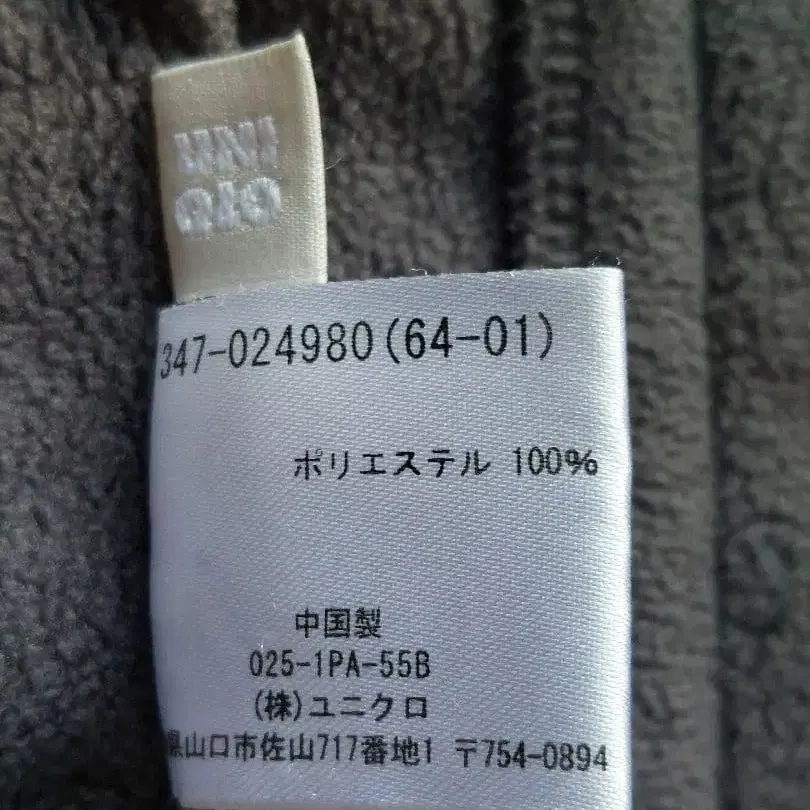 UNI
QLO
347-024980(64-01)
ポリエステル 100%
中国製
025-1PA-55B
(株)ユニクロ
県山口市佐山717番地1 〒754-0894